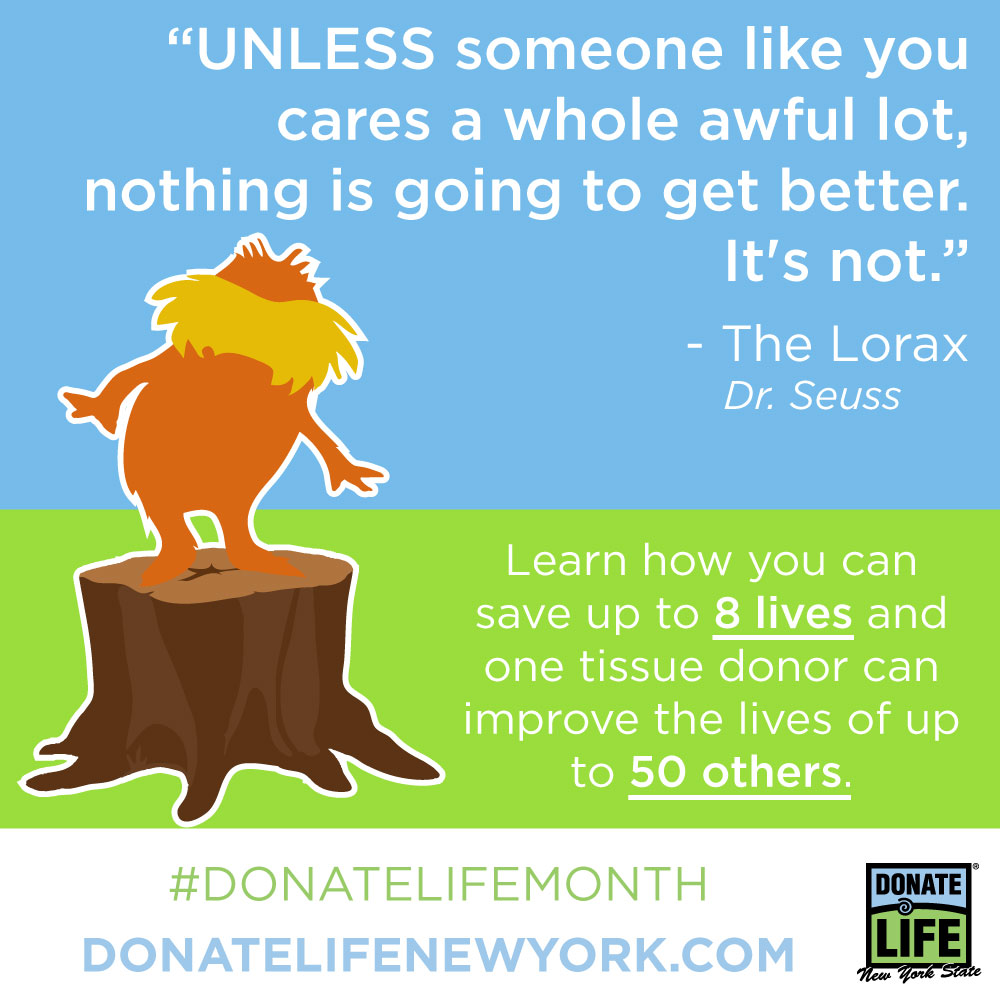 “UNLESS someone like you
cares a whole awful lot,
nothing is going to get better.
It's not.”
- The Lorax
Dr. Seuss
Learn how you can
save up to 8 lives and
one tissue donor can
improve the lives of up
to 50 others.
#DONATELIFEMONTH
DONATELIFENEWYORK.COM
DONATE
LIFE
®
New York State